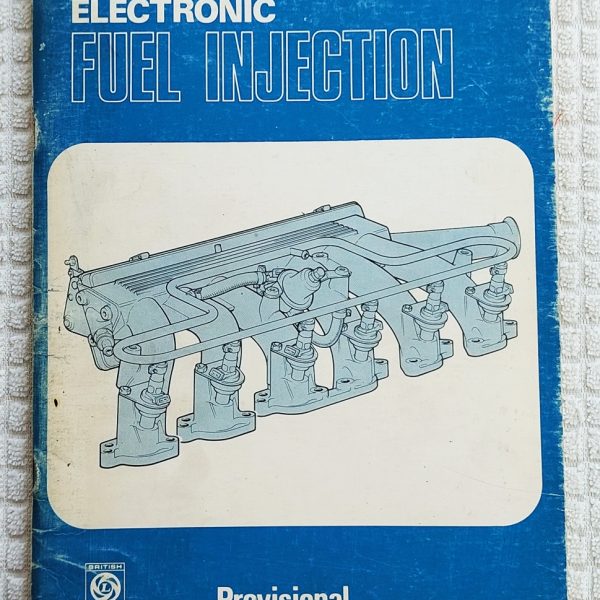 ELECTRONIC
FUEL INJECTION
BRITISH
L
Provisional